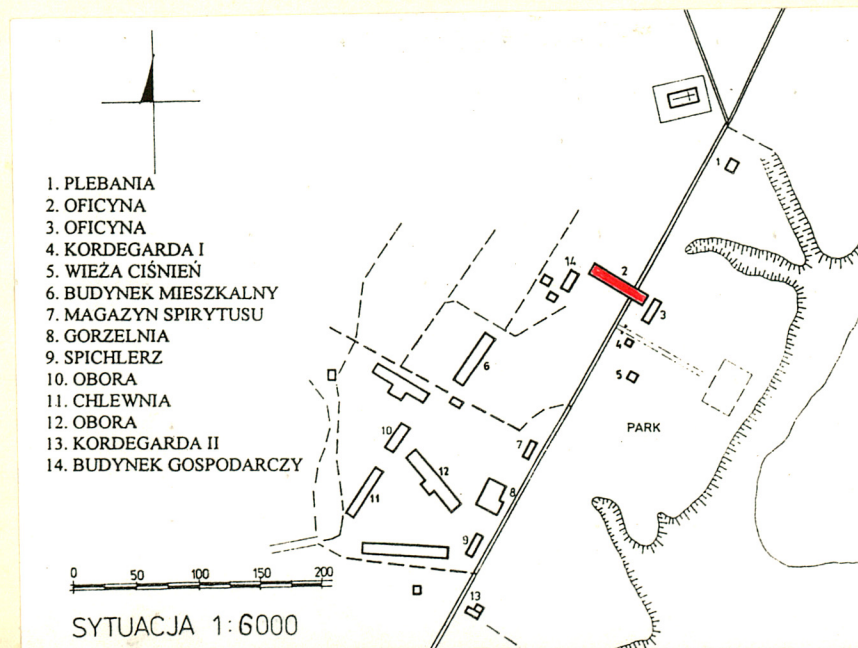 1. PLEBANIA
2. OFICYNA
3. OFICYNA
4. KORDEGARDA I
5. WIEŻA CIŚNIEŃ
6. BUDYNEK MIESZKALNY
7. MAGAZYN SPIRYTUSU
8. GORZELNIA
9. SPICHLERZ
10. OBORA
11. CHLEWNIA
12. OBORA
13. KORDEGARDA II
14. BUDYNEK GOSPODARCZY
1
14
2
3
4
5
6
PARK
10
7
12
11
8
9
13
0 50 100 150 200
SYTUACJA 1:6000